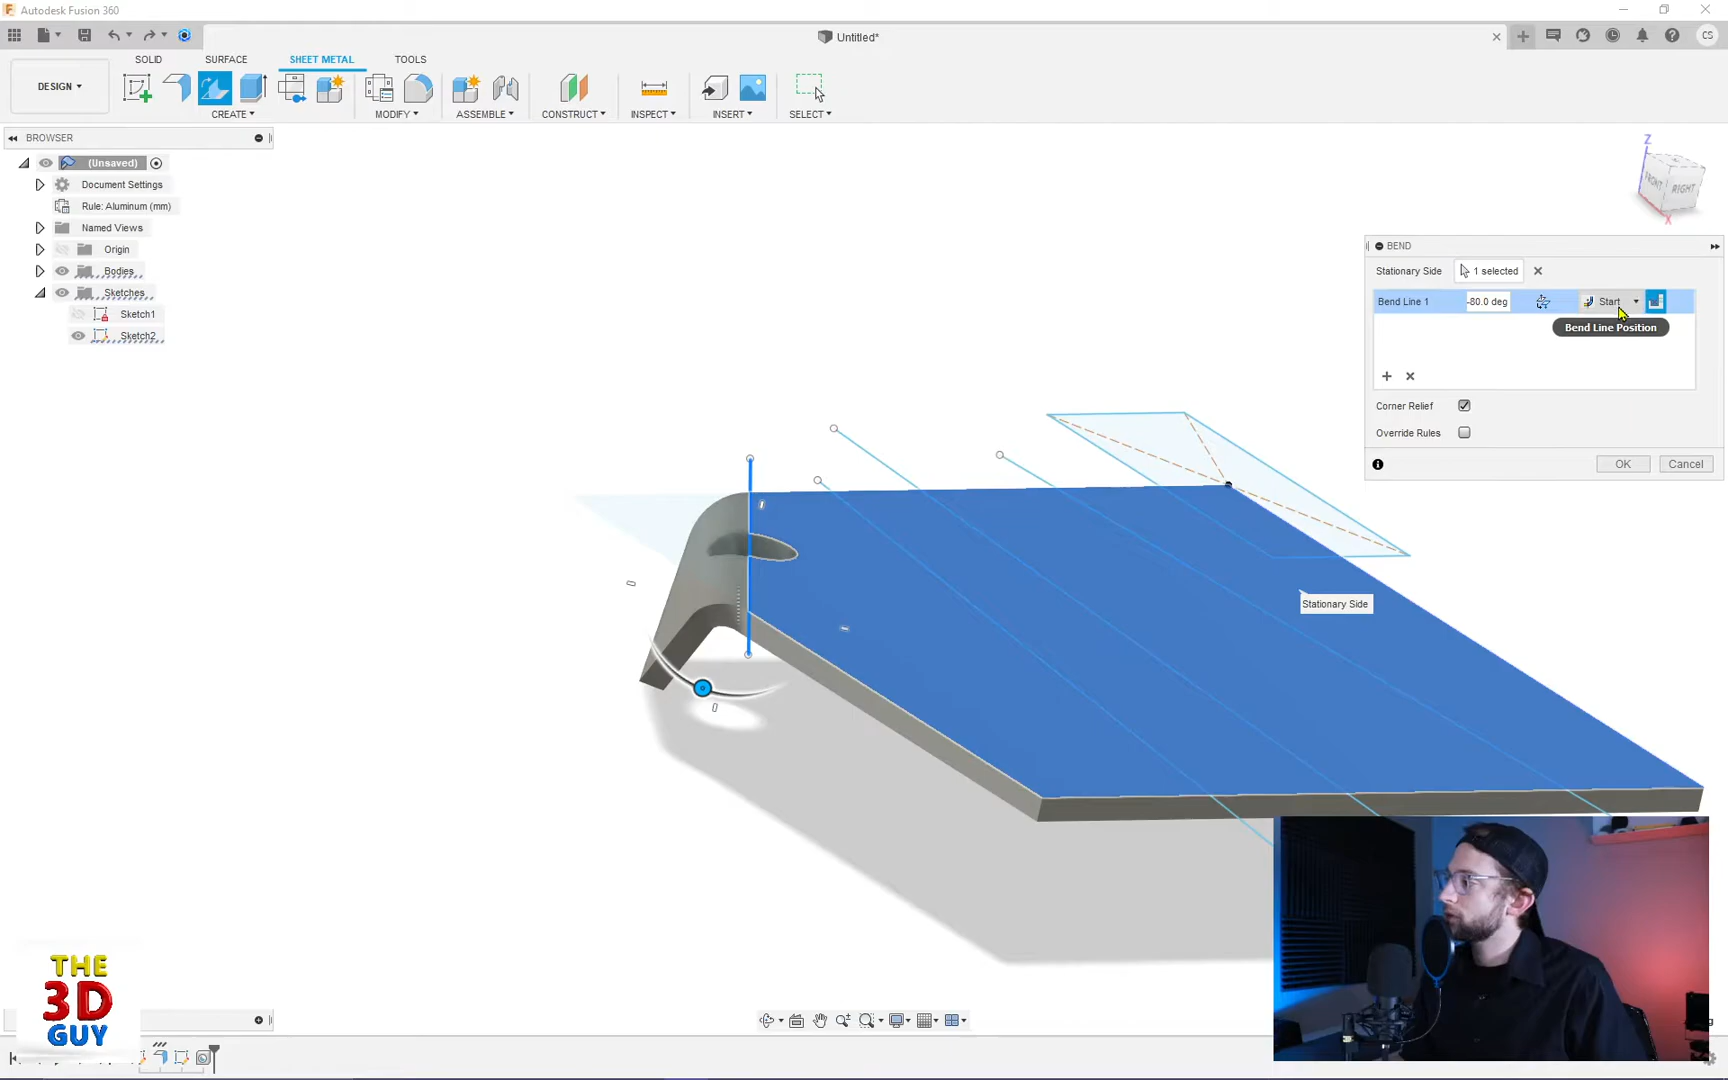 Autodesk Fusion 360
Untitled*
CS
DESIGN
SOLID
SURFACE
SHEET METAL
TOOLS
CREATE
MODIFY
ASSEMBLE
CONSTRUCT
INSPECT
INSERT
SELECT
BROWSER
(Unsaved)
Document Settings
Rule: Aluminum (mm)
Named Views
Origin
Bodies
Sketches
Sketch1
Sketch2
Z
FRONT
RIGHT
X
BEND
Stationary Side
1 selected
Bend Line 1
-80.0 deg
Start
Bend Line Position
Corner Relief
Override Rules
OK
Cancel
Stationary Side
THE
3D
GUY